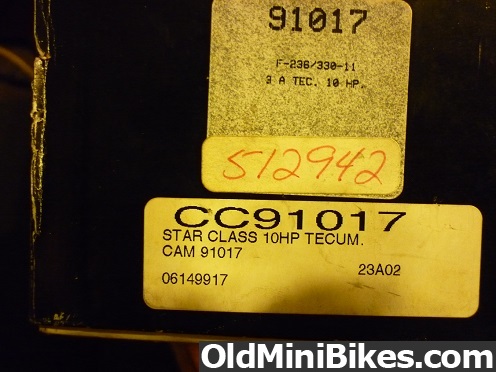 91017
F-236/330-11
3 A TEC. 10 HP.
512942
CC91017
STAR CLASS 10HP TECUM.
CAM 91017
06149917 23A02
OldMiniBikes.com